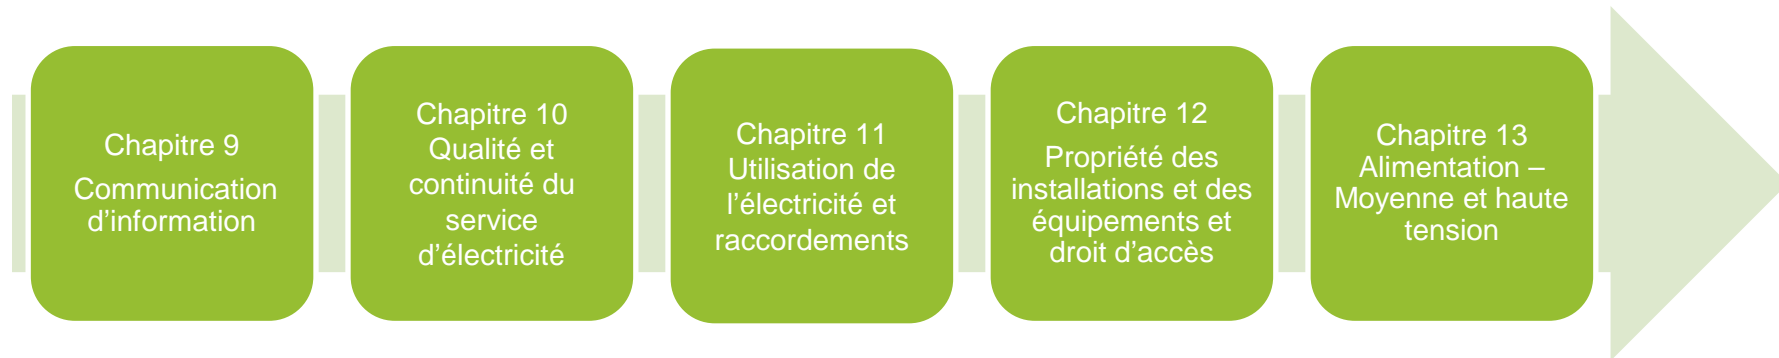 Chapitre 9
Communication
d’information
Chapitre 10
Qualité et
continuité du
service
d’électricité
Chapitre 11
Utilisation de
l’électricité et
raccordements
Chapitre 12
Propriété des
installations et des
équipements et
droit d’accès
Chapitre 13
Alimentation –
Moyenne et haute
tension